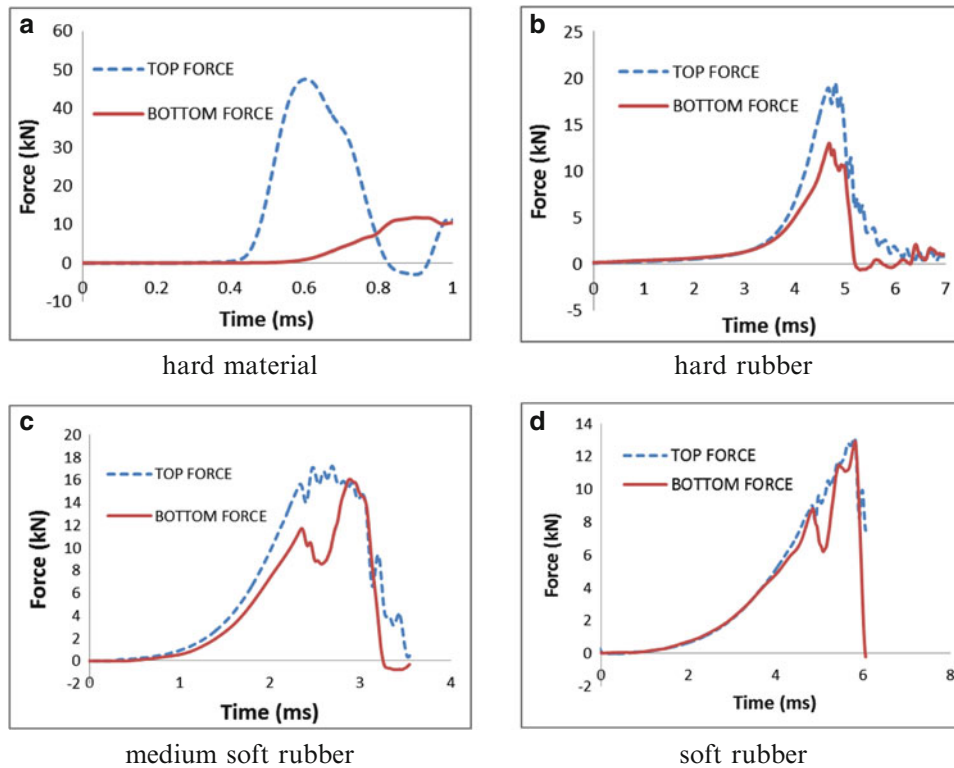 a
60
50
40
30
20
10
0
-10
Force (kN)
TOP FORCE
BOTTOM FORCE
0 0.2 0.4 0.6 0.8 1
Time (ms)
hard material
b
25
20
15
10
5
0
-5
Force (kN)
TOP FORCE
BOTTOM FORCE
0 1 2 3 4 5 6 7
Time (ms)
hard rubber
c
20
18
16
14
12
10
8
6
4
2
0
-2
Force (kN)
TOP FORCE
BOTTOM FORCE
0 1 2 3 4
Time (ms)
medium soft rubber
d
14
12
10
8
6
4
2
0
-2
Force (kN)
TOP FORCE
BOTTOM FORCE
0 2 4 6 8
Time (ms)
soft rubber